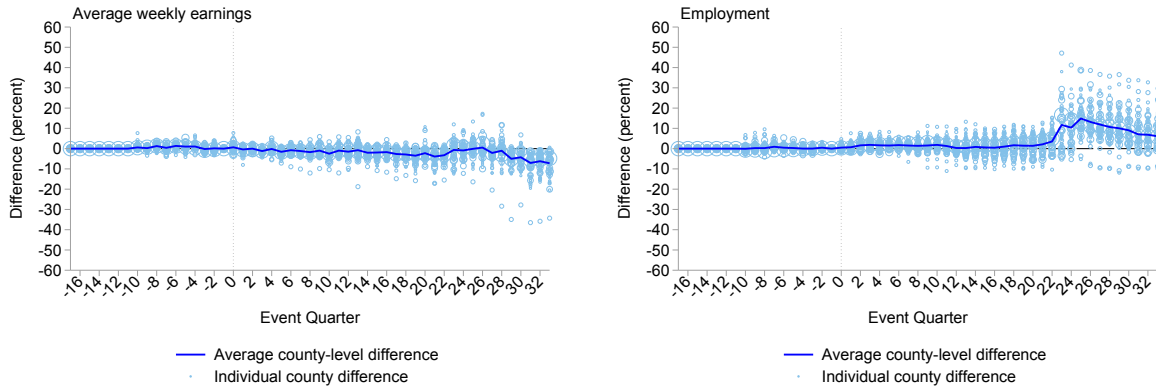 Average weekly earnings
Difference (percent)
60
50
40
30
20
10
0
-10
-20
-30
-40
-50
-60
-16 -14 -12 -10 -8 -6 -4 -2 0 2 4 6 8 10 12 14 16 18 20 22 24 26 28 30 32
Event Quarter
Average county-level difference
Individual county difference
Employment
Difference (percent)
60
50
40
30
20
10
0
-10
-20
-30
-40
-50
-60
-16 -14 -12 -10 -8 -6 -4 -2 0 2 4 6 8 10 12 14 16 18 20 22 24 26 28 30 32
Event Quarter
Average county-level difference
Individual county difference